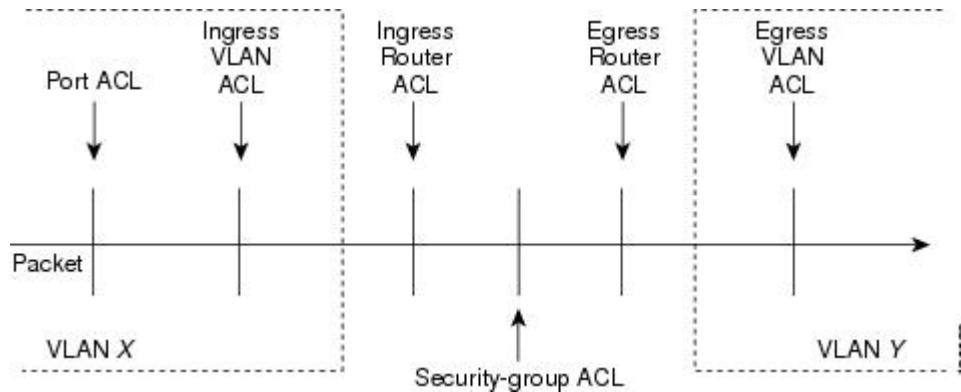 Port ACL
Ingress
VLAN
ACL
Ingress
Router
ACL
Egress
Router
ACL
Egress
VLAN
ACL
Packet
VLAN X
VLAN Y
Security-group ACL